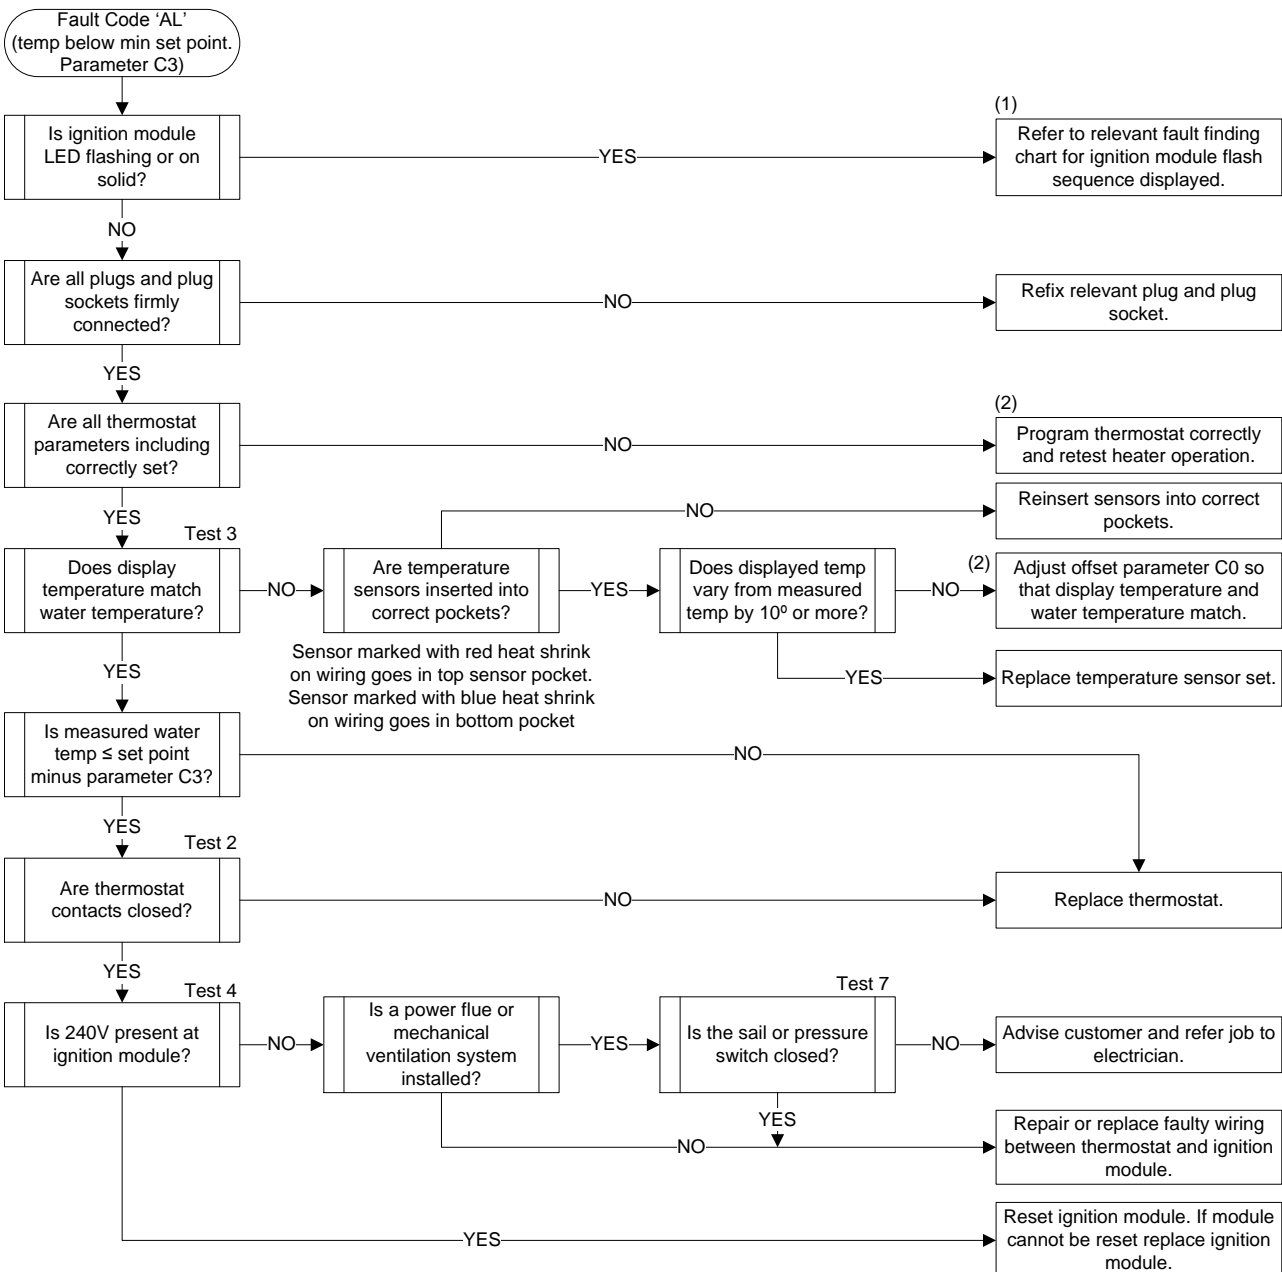 Fault Code ‘AL’
(temp below min set point.
Parameter C3)
Is ignition module
LED flashing or on
solid?
YES
(1)
Refer to relevant fault finding
chart for ignition module flash
sequence displayed.
NO
Are all plugs and plug
sockets firmly
connected?
NO
Refix relevant plug and plug
socket.
YES
Are all thermostat
parameters including
correctly set?
NO
(2)
Program thermostat correctly
and retest heater operation.
YES
Test 3
Does display
temperature match
water temperature?
NO
Are temperature
sensors inserted into
correct pockets?
NO
Reinsert sensors into correct
pockets.
YES
Does displayed temp
vary from measured
temp by 10º or more?
NO
(2)
Adjust offset parameter C0 so
that display temperature and
water temperature match.
YES
Replace temperature sensor set.
Sensor marked with red heat shrink
on wiring goes in top sensor pocket.
Sensor marked with blue heat shrink
on wiring goes in bottom pocket
YES
Is measured water
temp ≤ set point
minus parameter C3?
NO
YES
Test 2
Are thermostat
contacts closed?
NO
Replace thermostat.
YES
Test 4
Is 240V present at
ignition module?
NO
Is a power flue or
mechanical
ventilation system
installed?
YES
Test 7
Is the sail or pressure
switch closed?
NO
Advise customer and refer job to
electrician.
YES
NO
Repair or replace faulty wiring
between thermostat and ignition
module.
YES
Reset ignition module. If module
cannot be reset replace ignition
module.